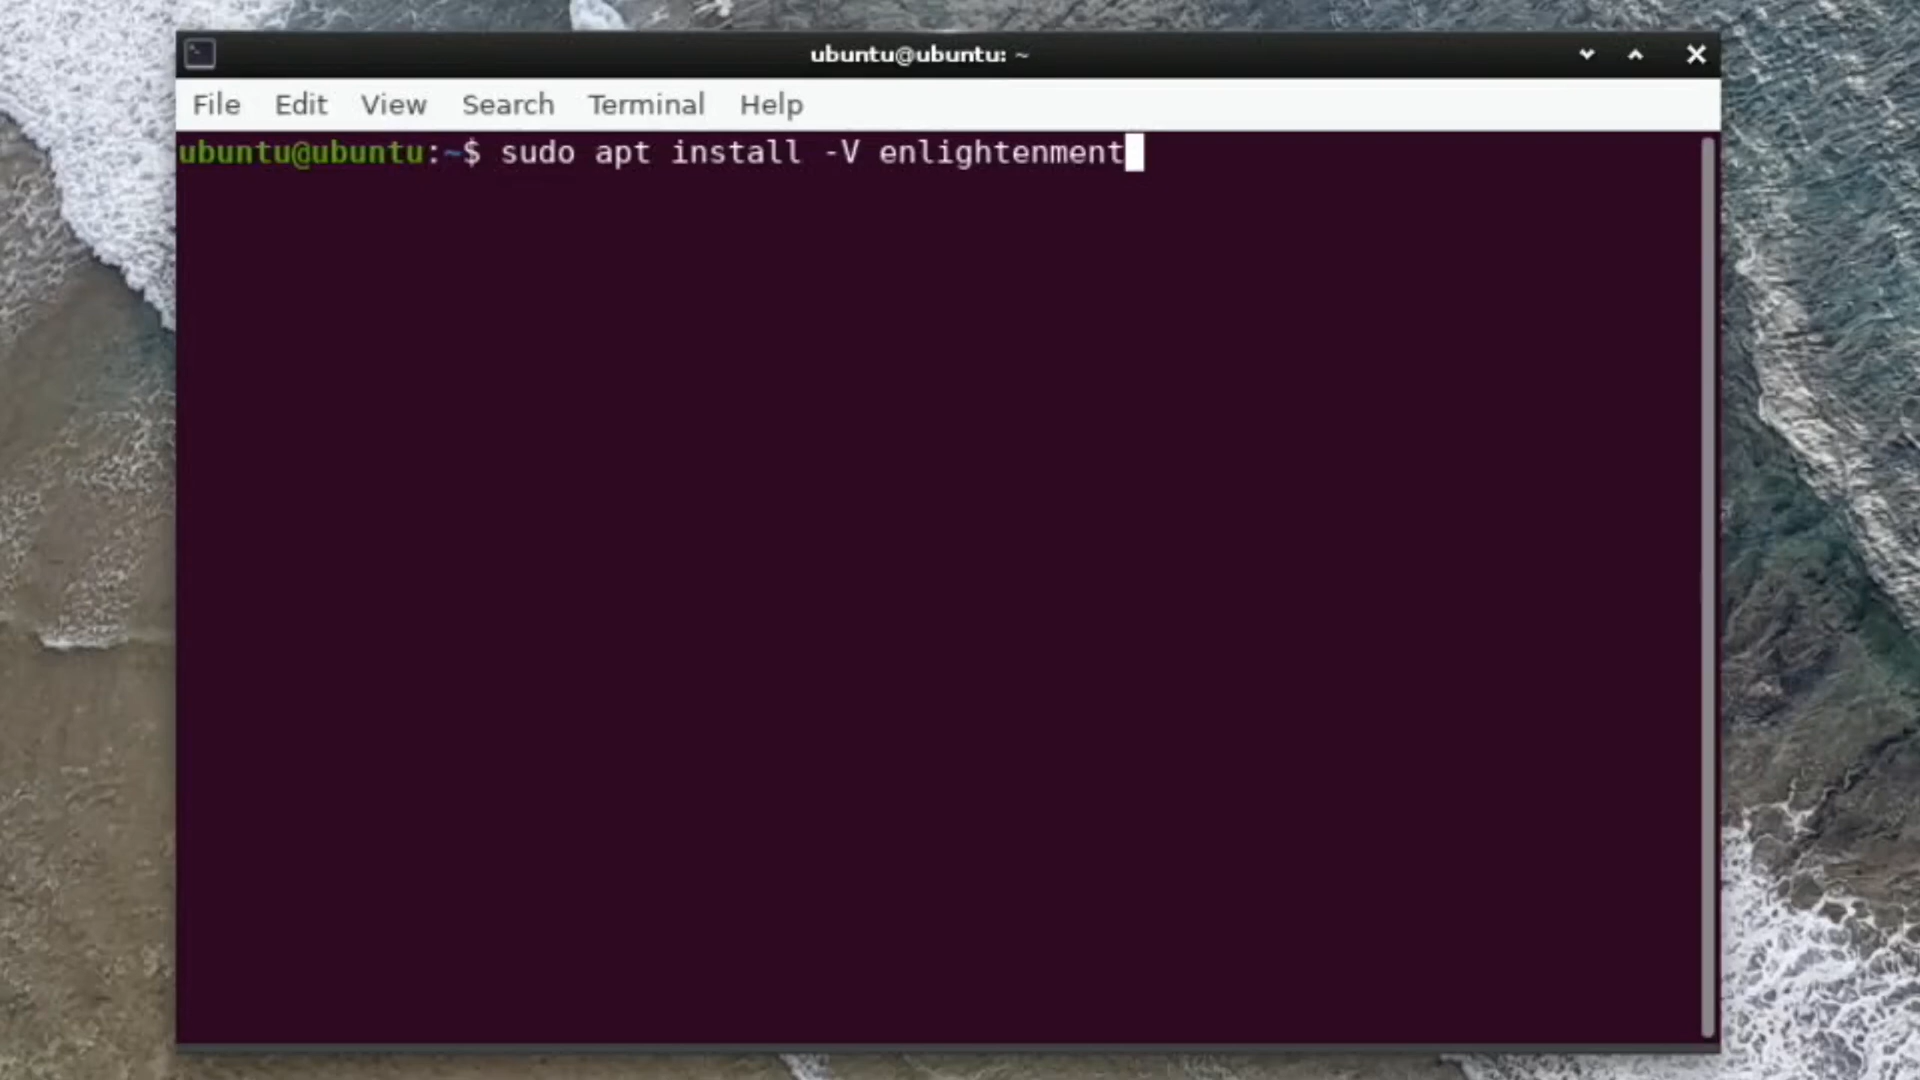 ubuntu@ubuntu: ~
File Edit View Search Terminal Help
ubuntu@ubuntu:~$ sudo apt install -V enlightenment